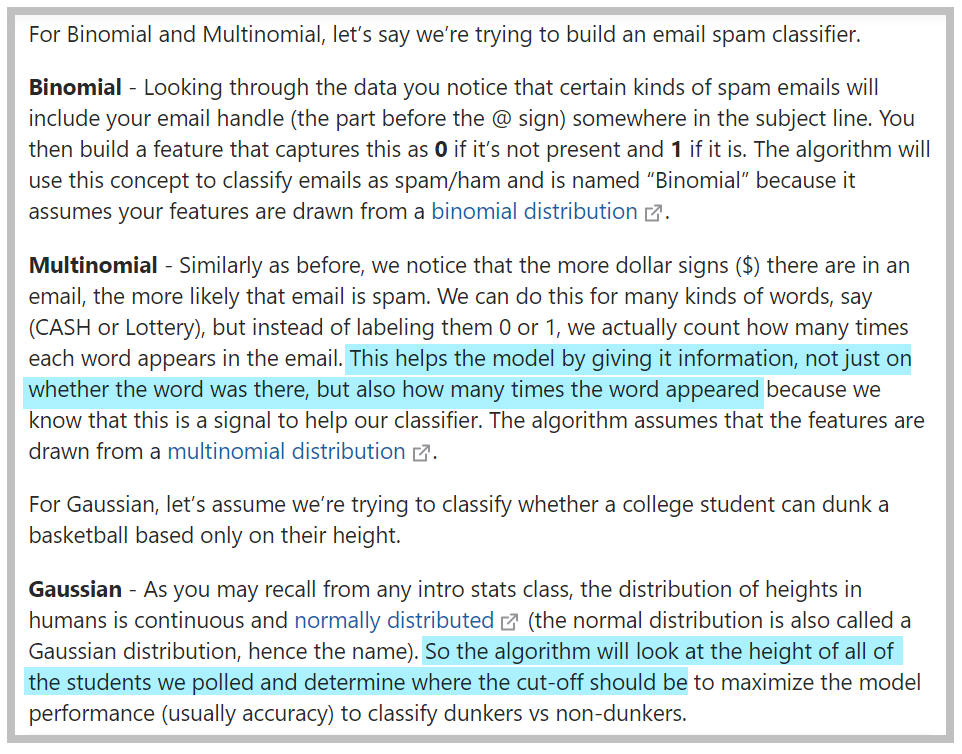 For Binomial and Multinomial, let’s say we’re trying to build an email spam classifier.
Binomial - Looking through the data you notice that certain kinds of spam emails will
include your email handle (the part before the @ sign) somewhere in the subject line. You
then build a feature that captures this as 0 if it’s not present and 1 if it is. The algorithm will
use this concept to classify emails as spam/ham and is named “Binomial” because it
assumes your features are drawn from a binomial distribution.
Multinomial - Similarly as before, we notice that the more dollar signs ($) there are in an
email, the more likely that email is spam. We can do this for many kinds of words, say
(CASH or Lottery), but instead of labeling them 0 or 1, we actually count how many times
each word appears in the email. This helps the model by giving it information, not just on
whether the word was there, but also how many times the word appeared because we
know that this is a signal to help our classifier. The algorithm assumes that the features are
drawn from a multinomial distribution.
For Gaussian, let’s assume we’re trying to classify whether a college student can dunk a
basketball based only on their height.
Gaussian - As you may recall from any intro stats class, the distribution of heights in
humans is continuous and normally distributed (the normal distribution is also called a
Gaussian distribution, hence the name). So the algorithm will look at the height of all of
the students we polled and determine where the cut-off should be to maximize the model
performance (usually accuracy) to classify dunkers vs non-dunkers.